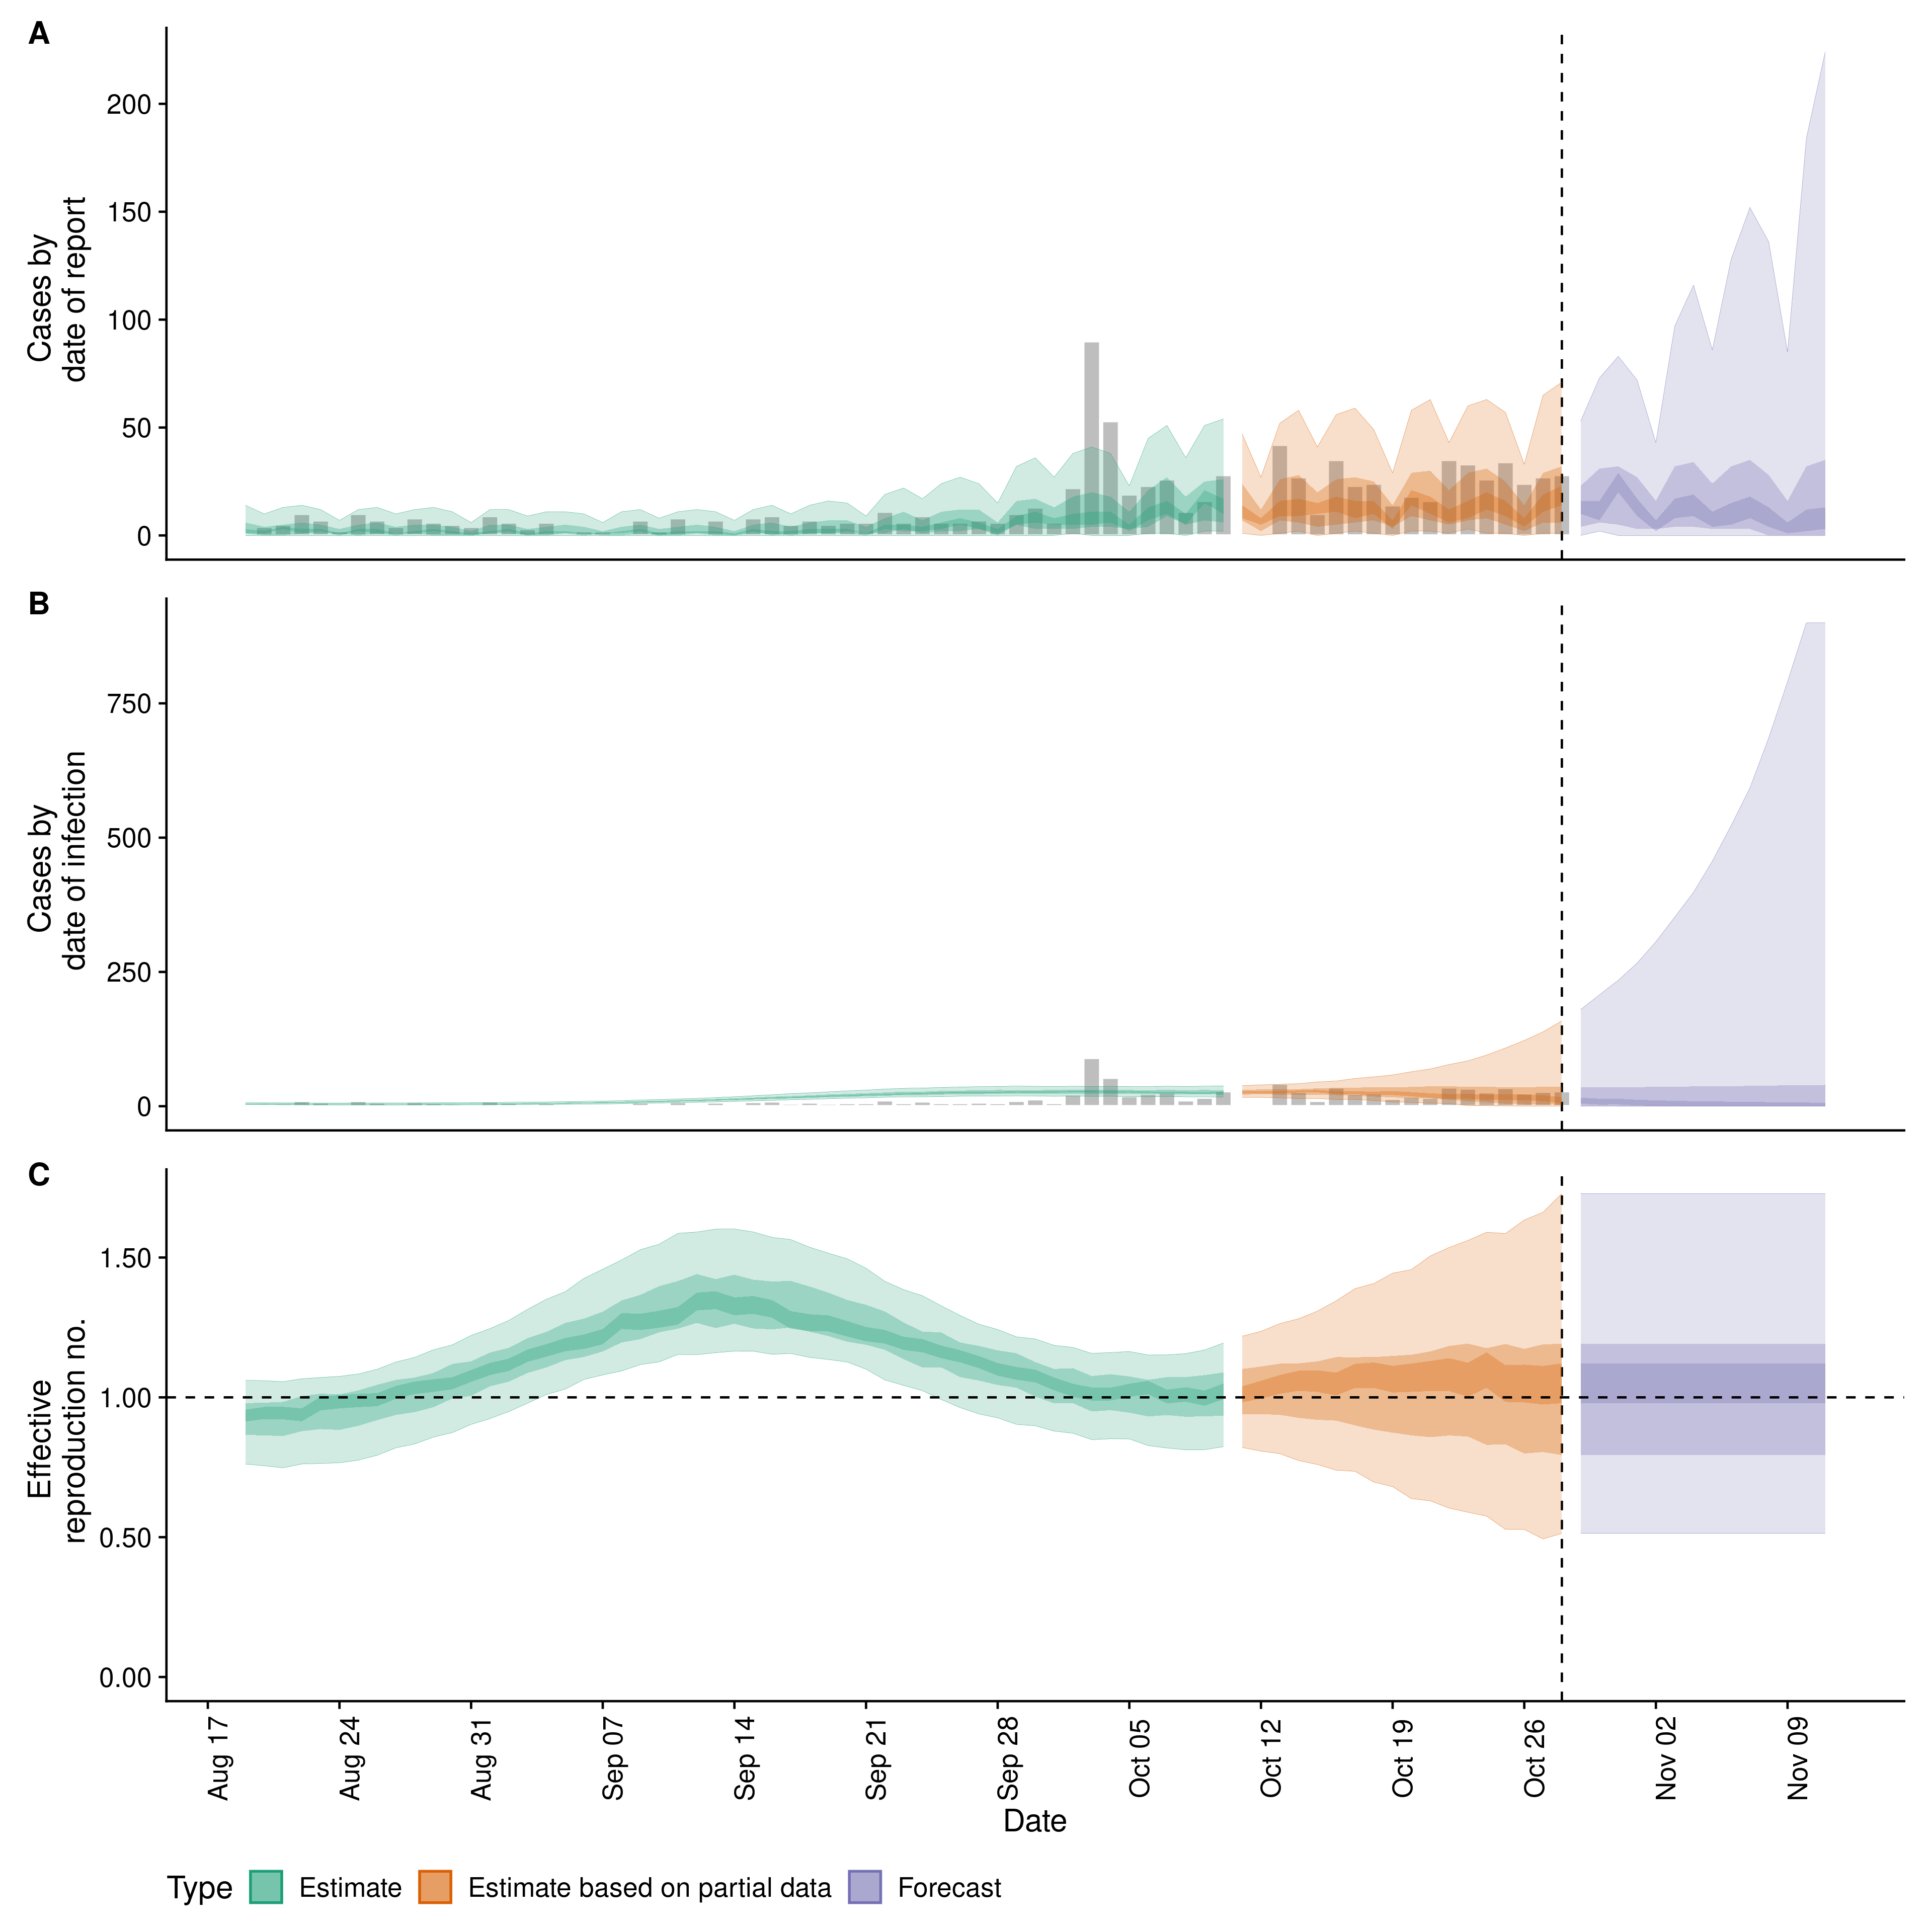 A
Cases by
date of report
200
150
100
50
0
B
Cases by
date of infection
750
500
250
0
C
Effective
reproduction no.
1.50
1.00
0.50
0.00
Aug 17
Aug 24
Aug 31
Sep 07
Sep 14
Sep 21
Sep 28
Oct 05
Oct 12
Oct 19
Oct 26
Nov 02
Nov 09
Date
Type Estimate Estimate based on partial data Forecast